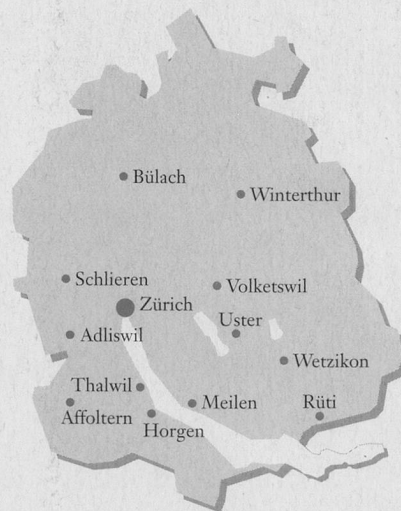 Bülach
Winterthur
Schlieren
Volketswil
Zürich
Uster
Adliswil
Wetzikon
Thalwil
Meilen
Rüti
Affoltern
Horgen